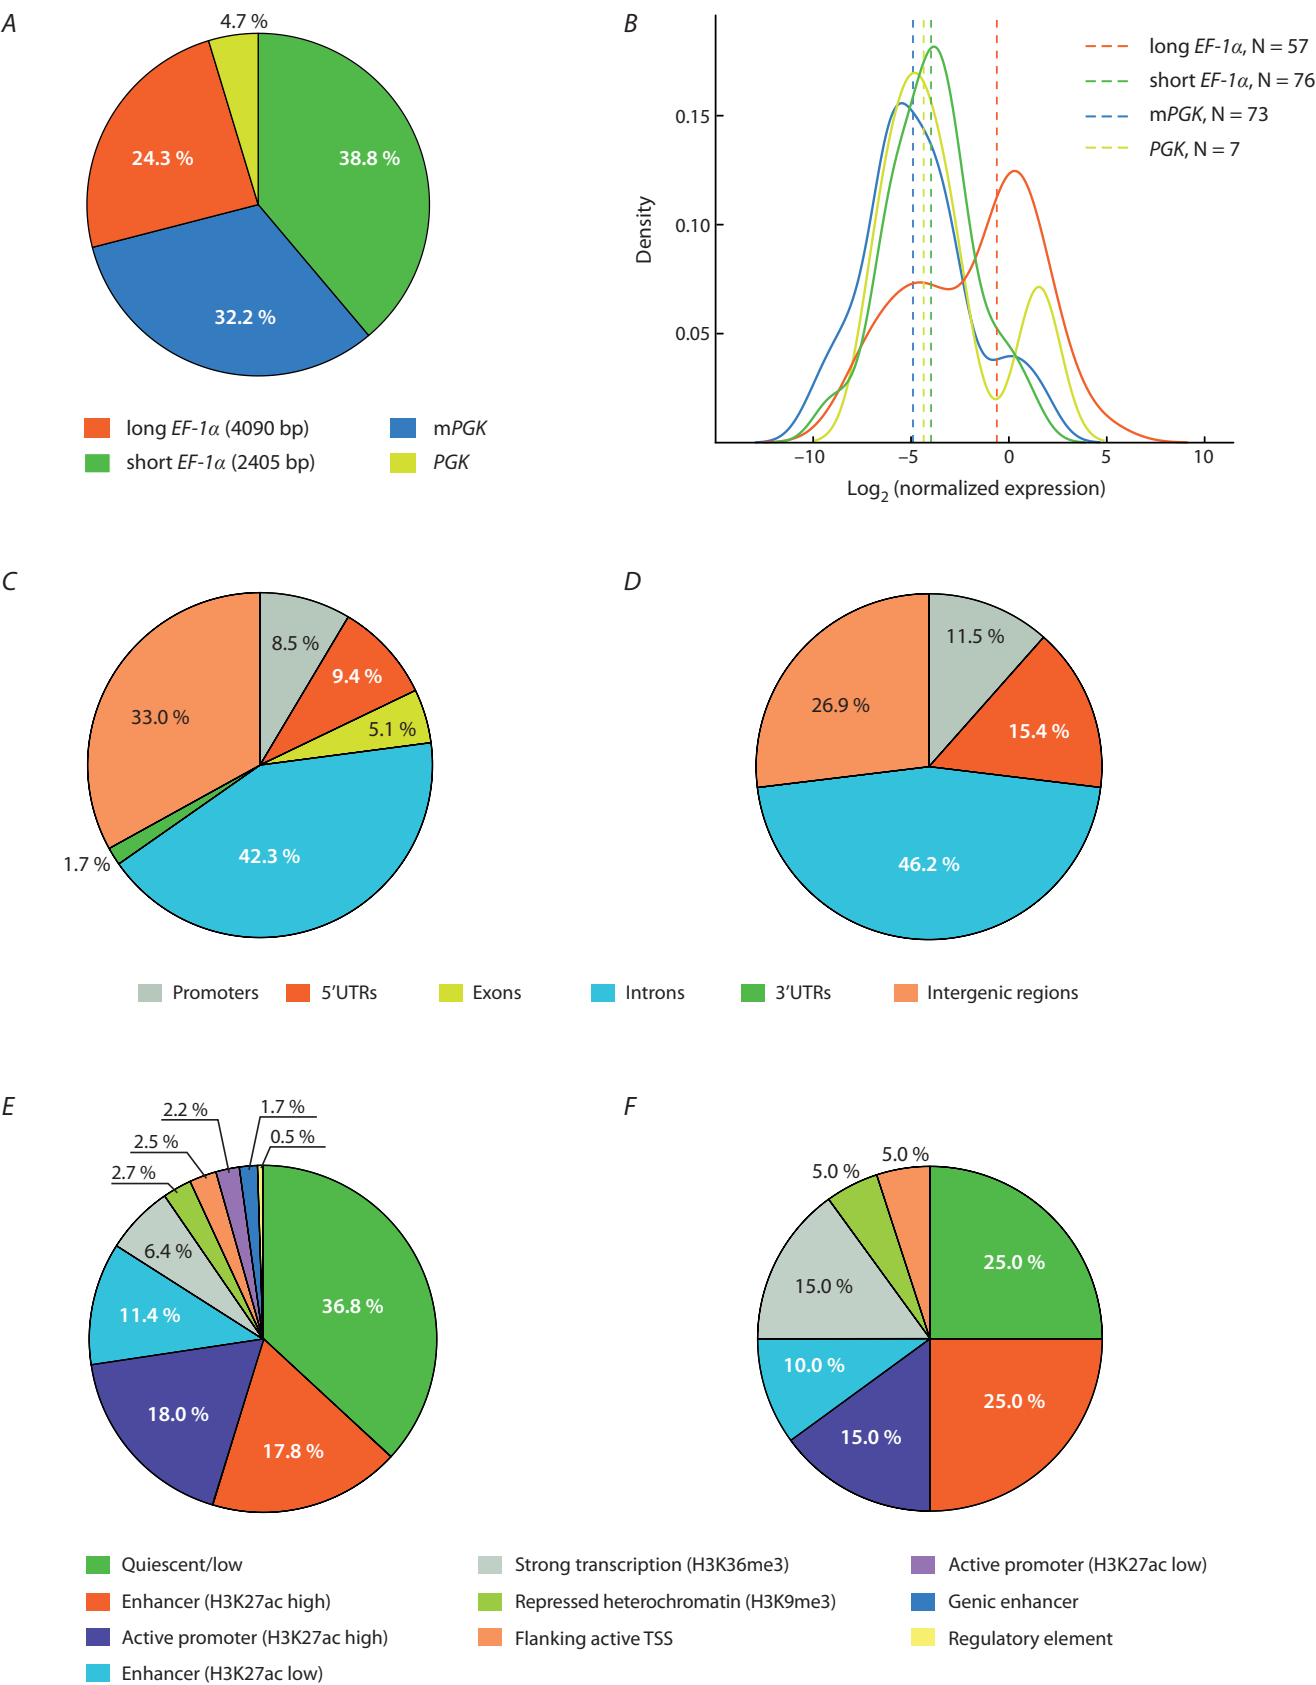 A
4.7 %
38.8 %
24.3 %
32.2 %
long EF-1α (4090 bp)
mPGK
short EF-1α (2405 bp)
PGK
B
long EF-1α, N = 57
short EF-1α, N = 76
mPGK, N = 73
PGK, N = 7
Density
0.15
0.10
0.05
–10 –5 0 5 10
Log2 (normalized expression)
C
8.5 %
9.4 %
5.1 %
33.0 %
1.7 %
42.3 %
D
11.5 %
26.9 %
15.4 %
46.2 %
Promoters 5’UTRs Exons Introns 3’UTRs Intergenic regions
E
2.2 %
1.7 %
2.5 %
0.5 %
2.7 %
6.4 %
36.8 %
11.4 %
18.0 %
17.8 %
F
5.0 %
5.0 %
25.0 %
15.0 %
10.0 %
25.0 %
15.0 %
Quiescent/low
Enhancer (H3K27ac high)
Active promoter (H3K27ac high)
Enhancer (H3K27ac low)
Strong transcription (H3K36me3)
Repressed heterochromatin (H3K9me3)
Flanking active TSS
Active promoter (H3K27ac low)
Genic enhancer
Regulatory element